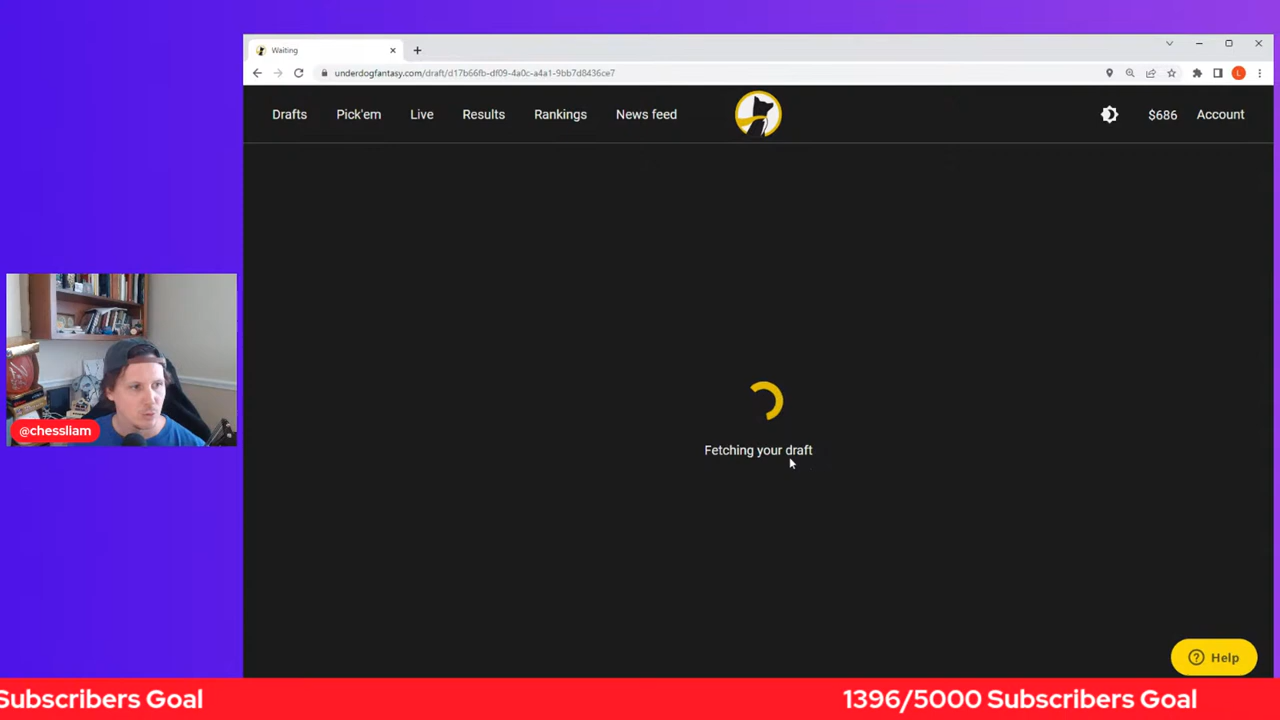 Waiting
underdogfantasy.com/draft/d17b66fb-df09-4a0c-a4a1-9bb7d8436ce7
L
Drafts Pick'em Live Results Rankings News feed $686 Account
@chessliam
Fetching your draft
Help
Subscribers Goal 1396/5000 Subscribers Goal